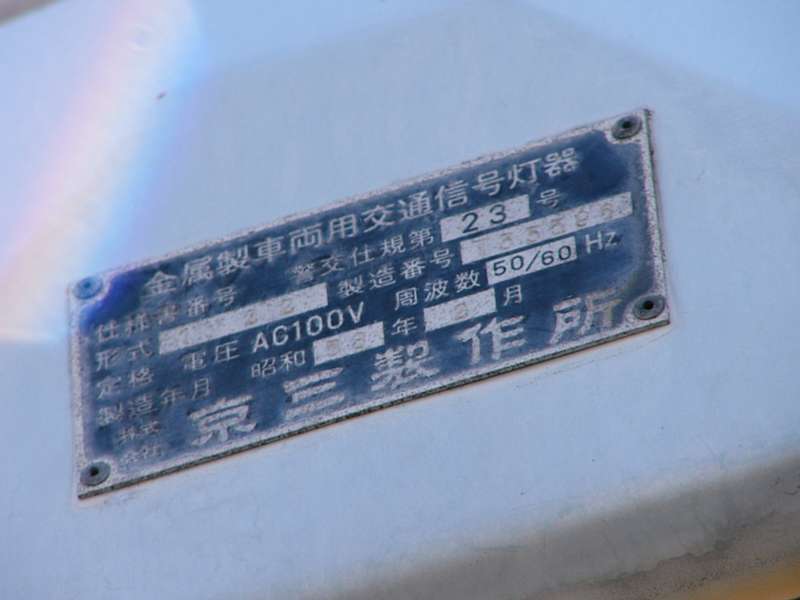 金属製車両用交通信号灯器
仕様書番号 警交仕規第 23 号
形式 製造番号
定格 電圧 AC100V 周波数 50/60 Hz
製造年月 昭和 56 年 月
株式会社 京三製作所